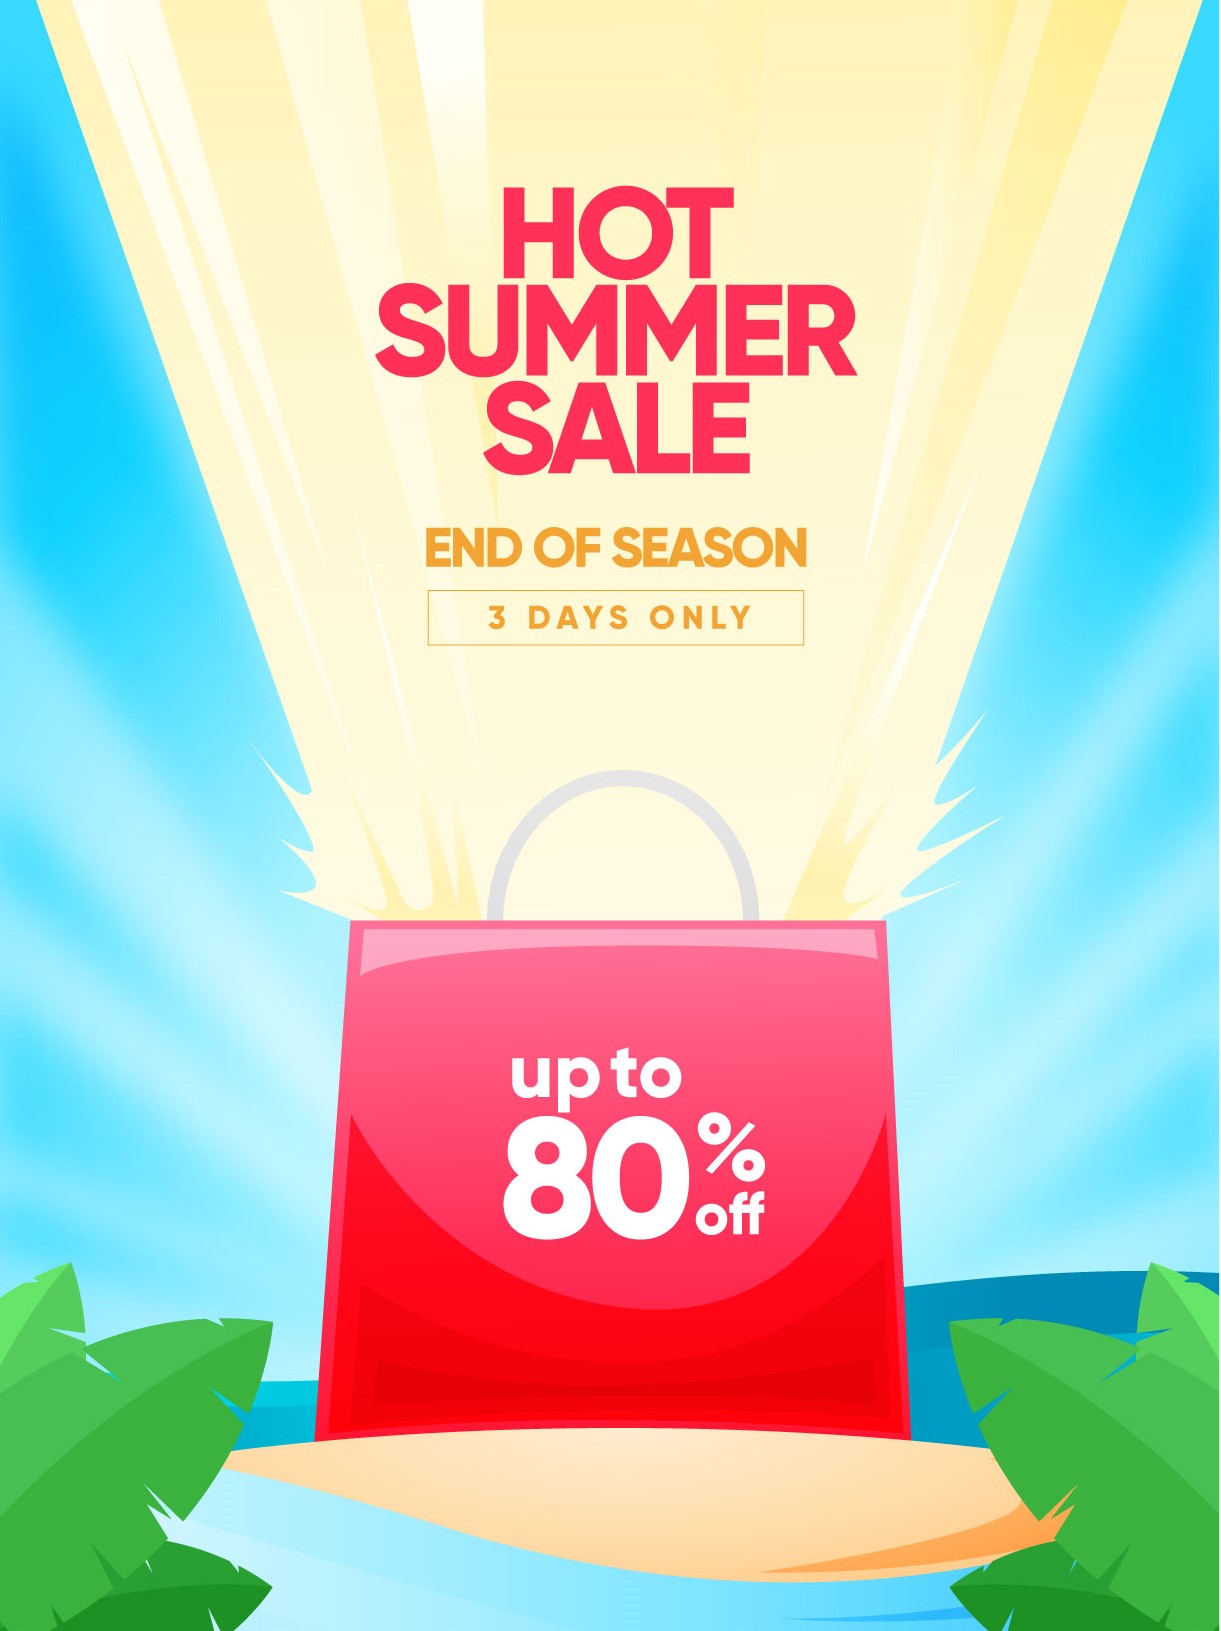 HOT
SUMMER
SALE
END OF SEASON
3 DAYS ONLY
up to
80%
off